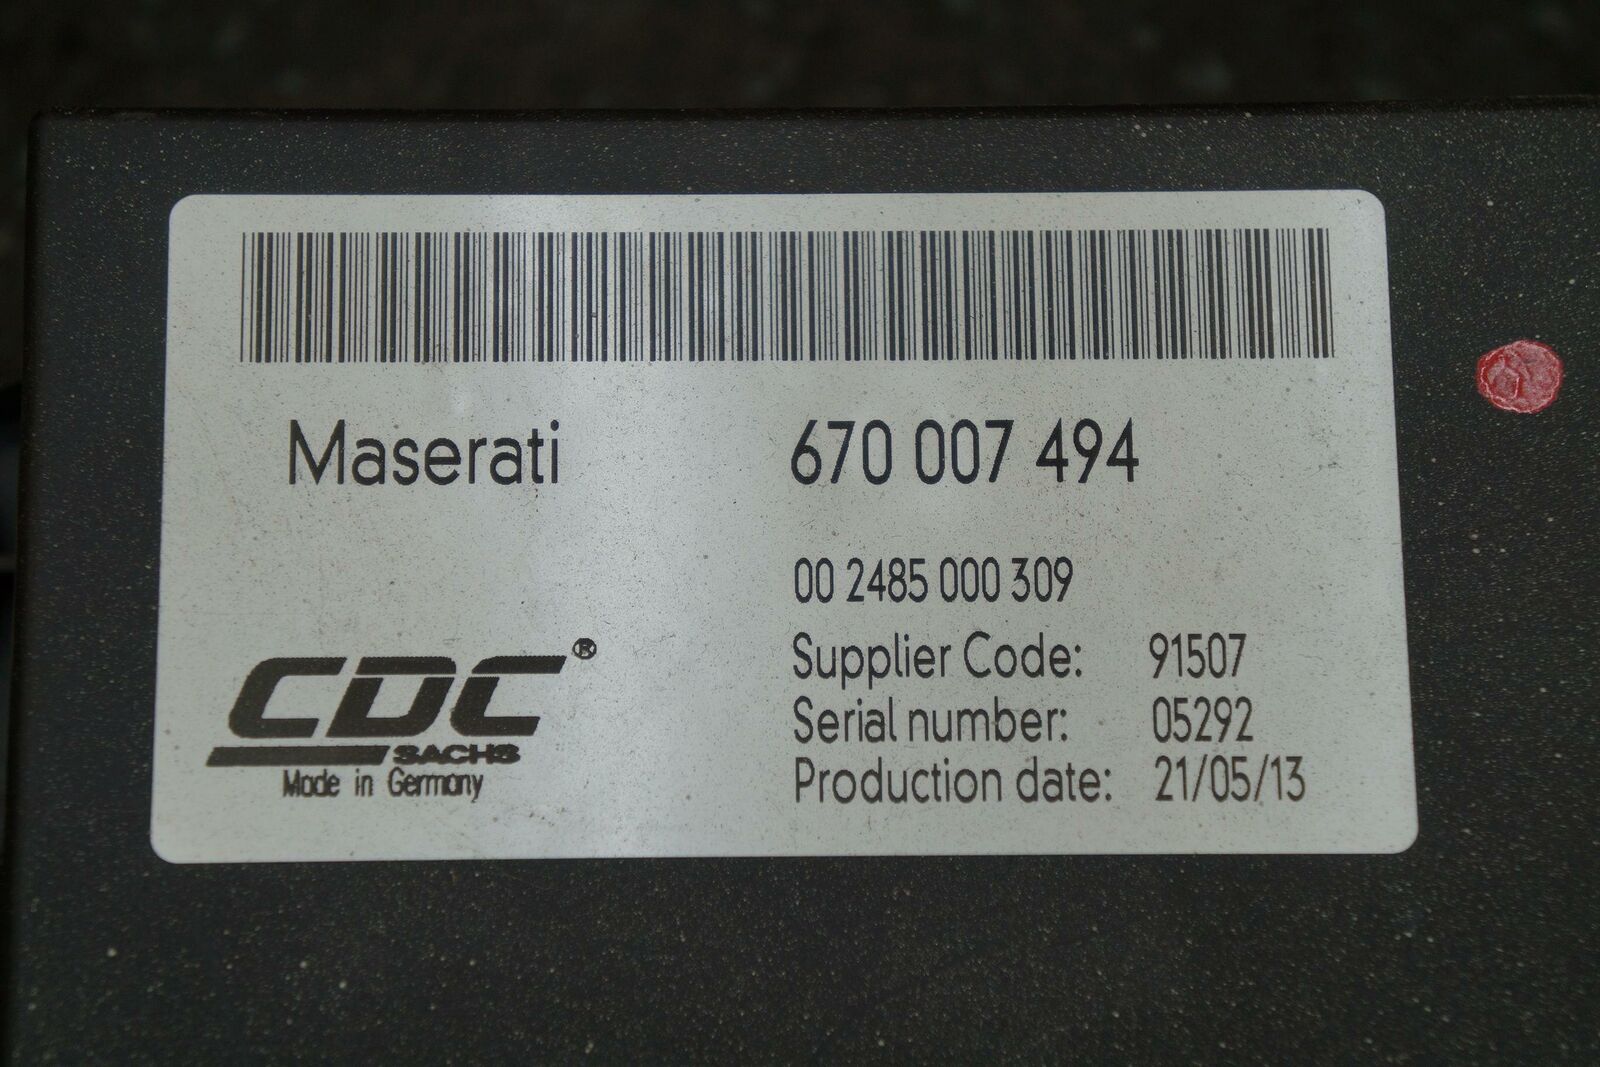 Maserati 670 007 494
00 2485 000 309
CDC®
SACHS
Made in Germany
Supplier Code: 91507
Serial number: 05292
Production date: 21/05/13